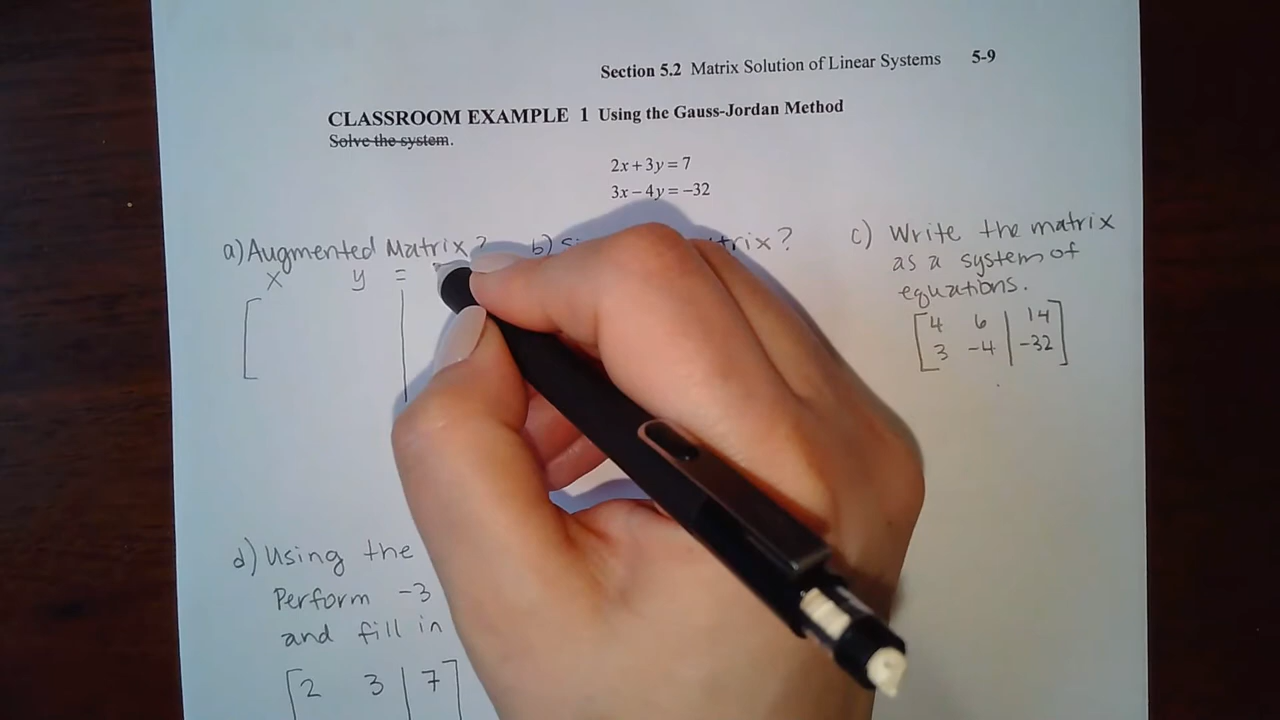 Section 5.2 Matrix Solution of Linear Systems 5-9
CLASSROOM EXAMPLE 1 Using the Gauss-Jordan Method
Solve the system.
2x + 3y = 7
3x − 4y = −32
a) Augmented Matrix?
x y =
b)
?
c) Write the matrix
as a system of
equations.
4 6 | 14
3 -4 | -32
d) Using the
Perform -3
and fill in
2 3 | 7